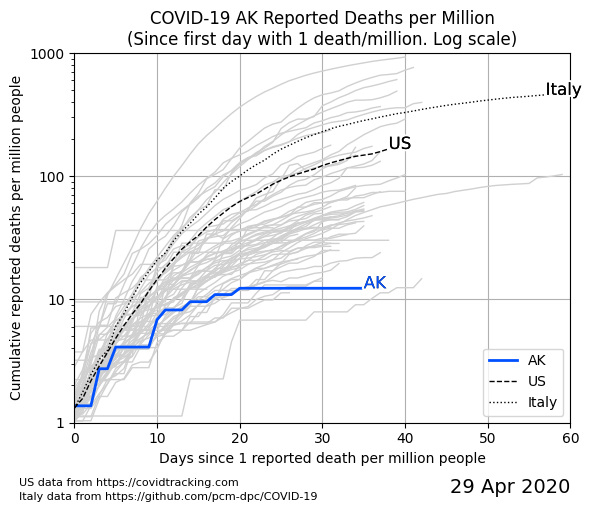 COVID-19 AK Reported Deaths per Million
(Since first day with 1 death/million. Log scale)
Cumulative reported deaths per million people
1000
100
10
1
Italy
US
AK
AK
US
Italy
0 10 20 30 40 50 60
Days since 1 reported death per million people
US data from https://covidtracking.com
Italy data from https://github.com/pcm-dpc/COVID-19
29 Apr 2020